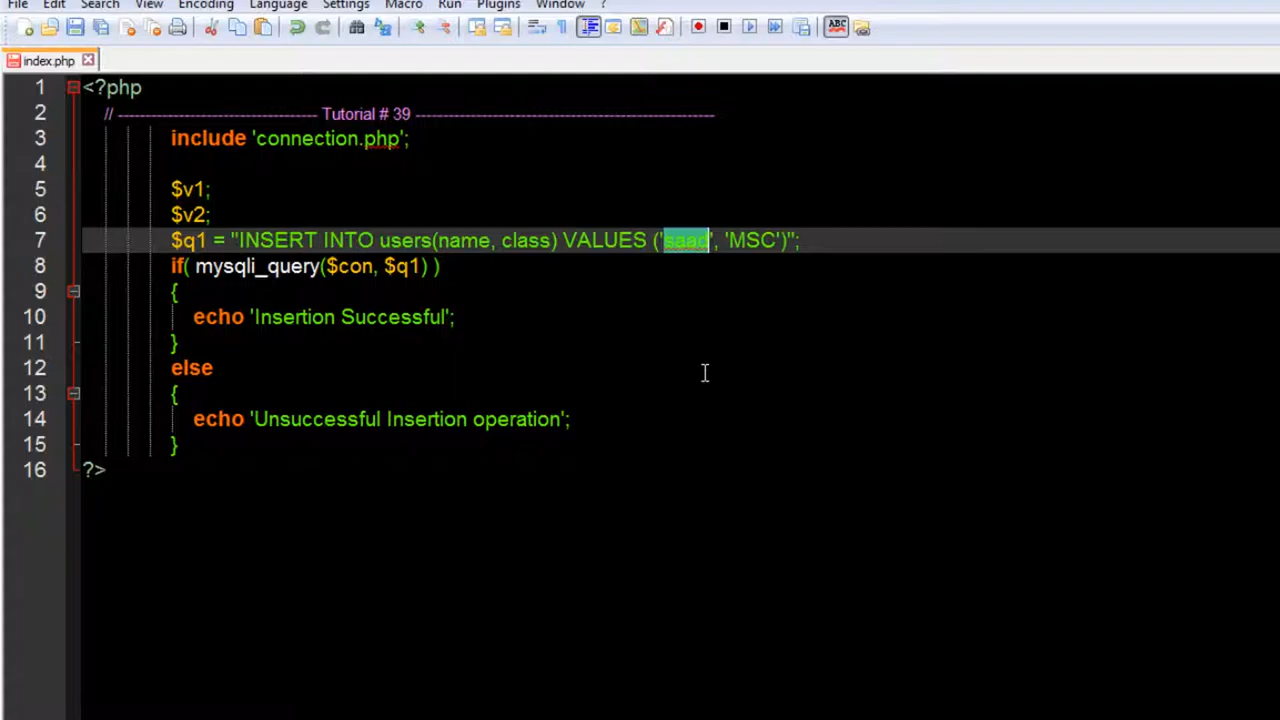 File Edit Search View Encoding Language Settings Macro Run Plugins Window ?
ABC
index.php
1 <?php
2 // ----------------------------------- Tutorial # 39 -----------------------------------------------------
3 include 'connection.php';
4
5 $v1;
6 $v2;
7 $q1 = "INSERT INTO users(name, class) VALUES ('saad', 'MSC')";
8 if( mysqli_query($con, $q1) )
9 {
10 echo 'Insertion Successful';
11 }
12 else
13 {
14 echo 'Unsuccessful Insertion operation';
15 }
16 ?>